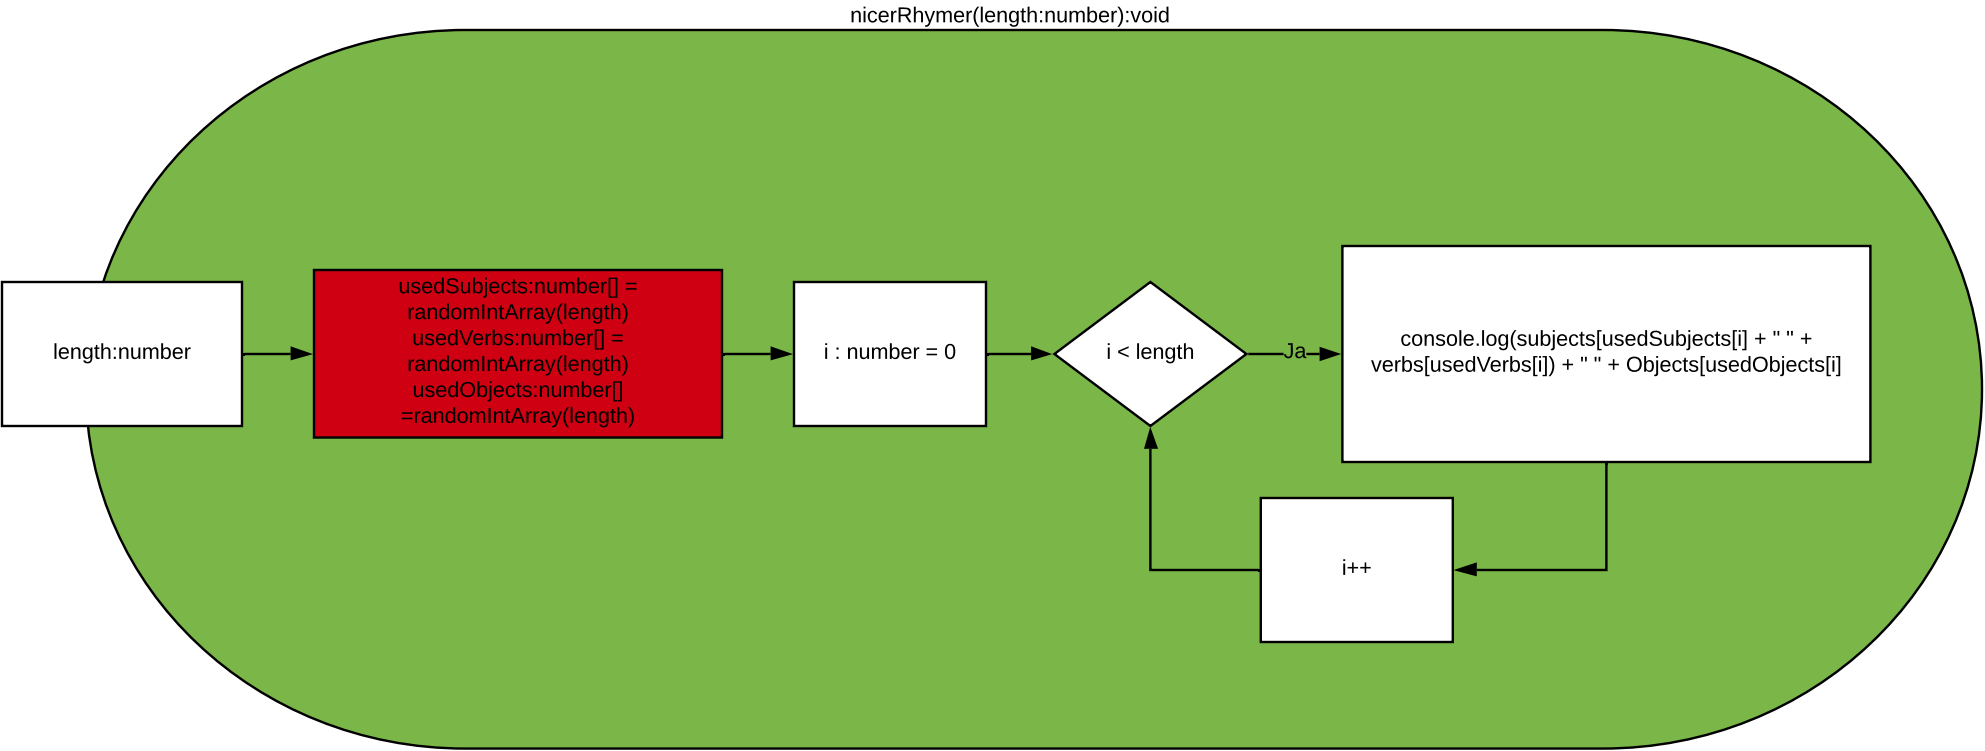 nicerRhymer(length:number):void
length:number
usedSubjects:number[] =
randomIntArray(length)
usedVerbs:number[] =
randomIntArray(length)
usedObjects:number[]
=randomIntArray(length)
i : number = 0
i < length
Ja
console.log(subjects[usedSubjects[i] + " " +
verbs[usedVerbs[i]) + " " + Objects[usedObjects[i]
i++